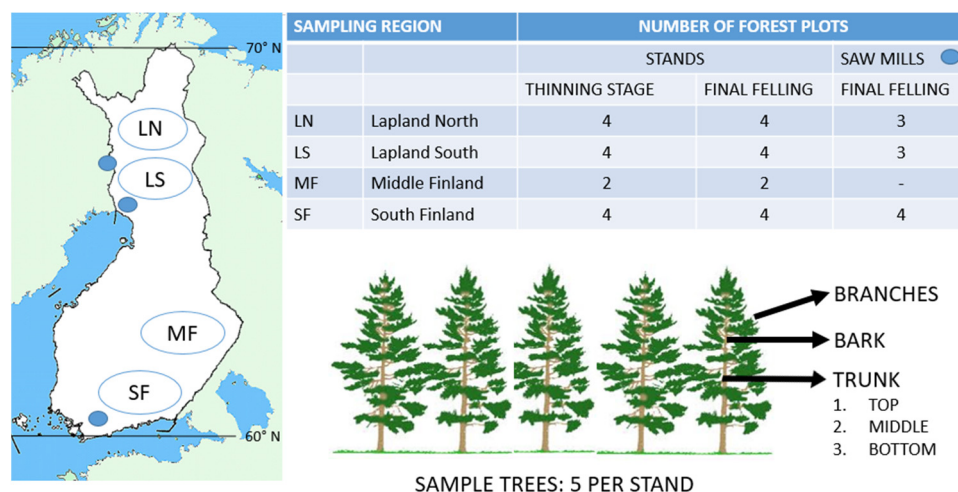 70° N
LN
LS
MF
SF
60° N
SAMPLING REGION NUMBER OF FOREST PLOTS
STANDS SAW MILLS
THINNING STAGE FINAL FELLING FINAL FELLING
LN Lapland North 4 4 3
LS Lapland South 4 4 3
MF Middle Finland 2 2 -
SF South Finland 4 4 4
BRANCHES
BARK
TRUNK
1. TOP
2. MIDDLE
3. BOTTOM
SAMPLE TREES: 5 PER STAND